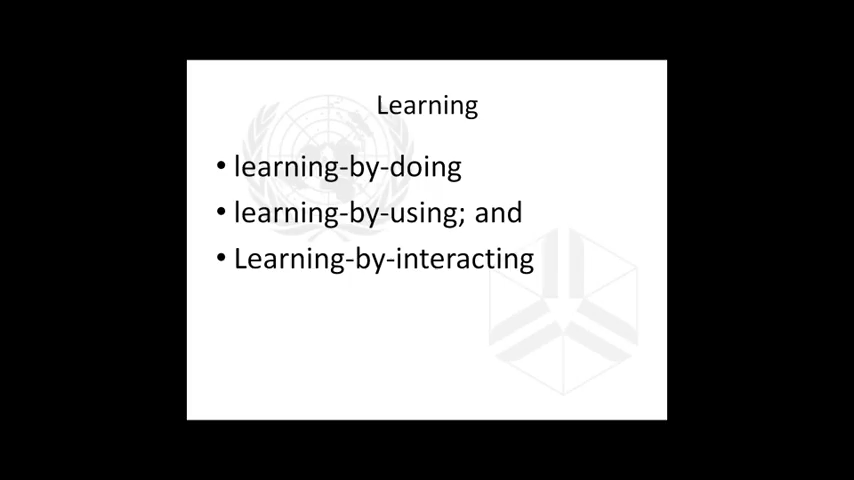 Learning
• learning-by-doing
• learning-by-using; and
• Learning-by-interacting